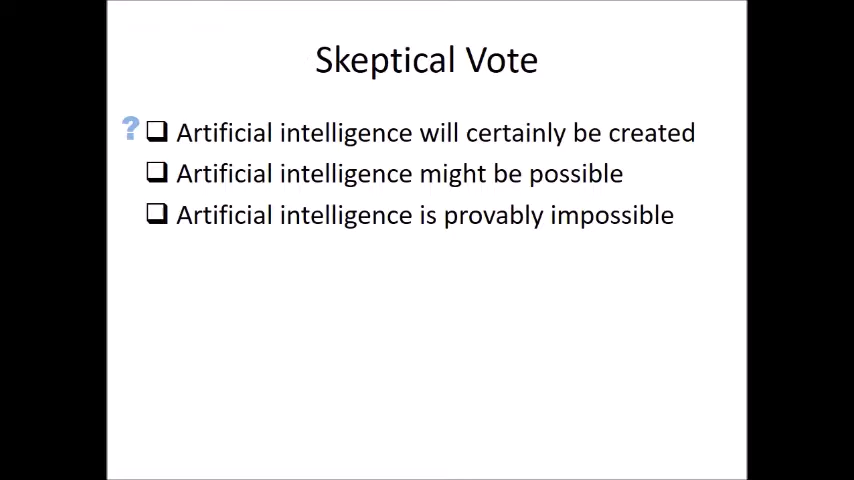 Skeptical Vote
? ❑ Artificial intelligence will certainly be created
❑ Artificial intelligence might be possible
❑ Artificial intelligence is provably impossible